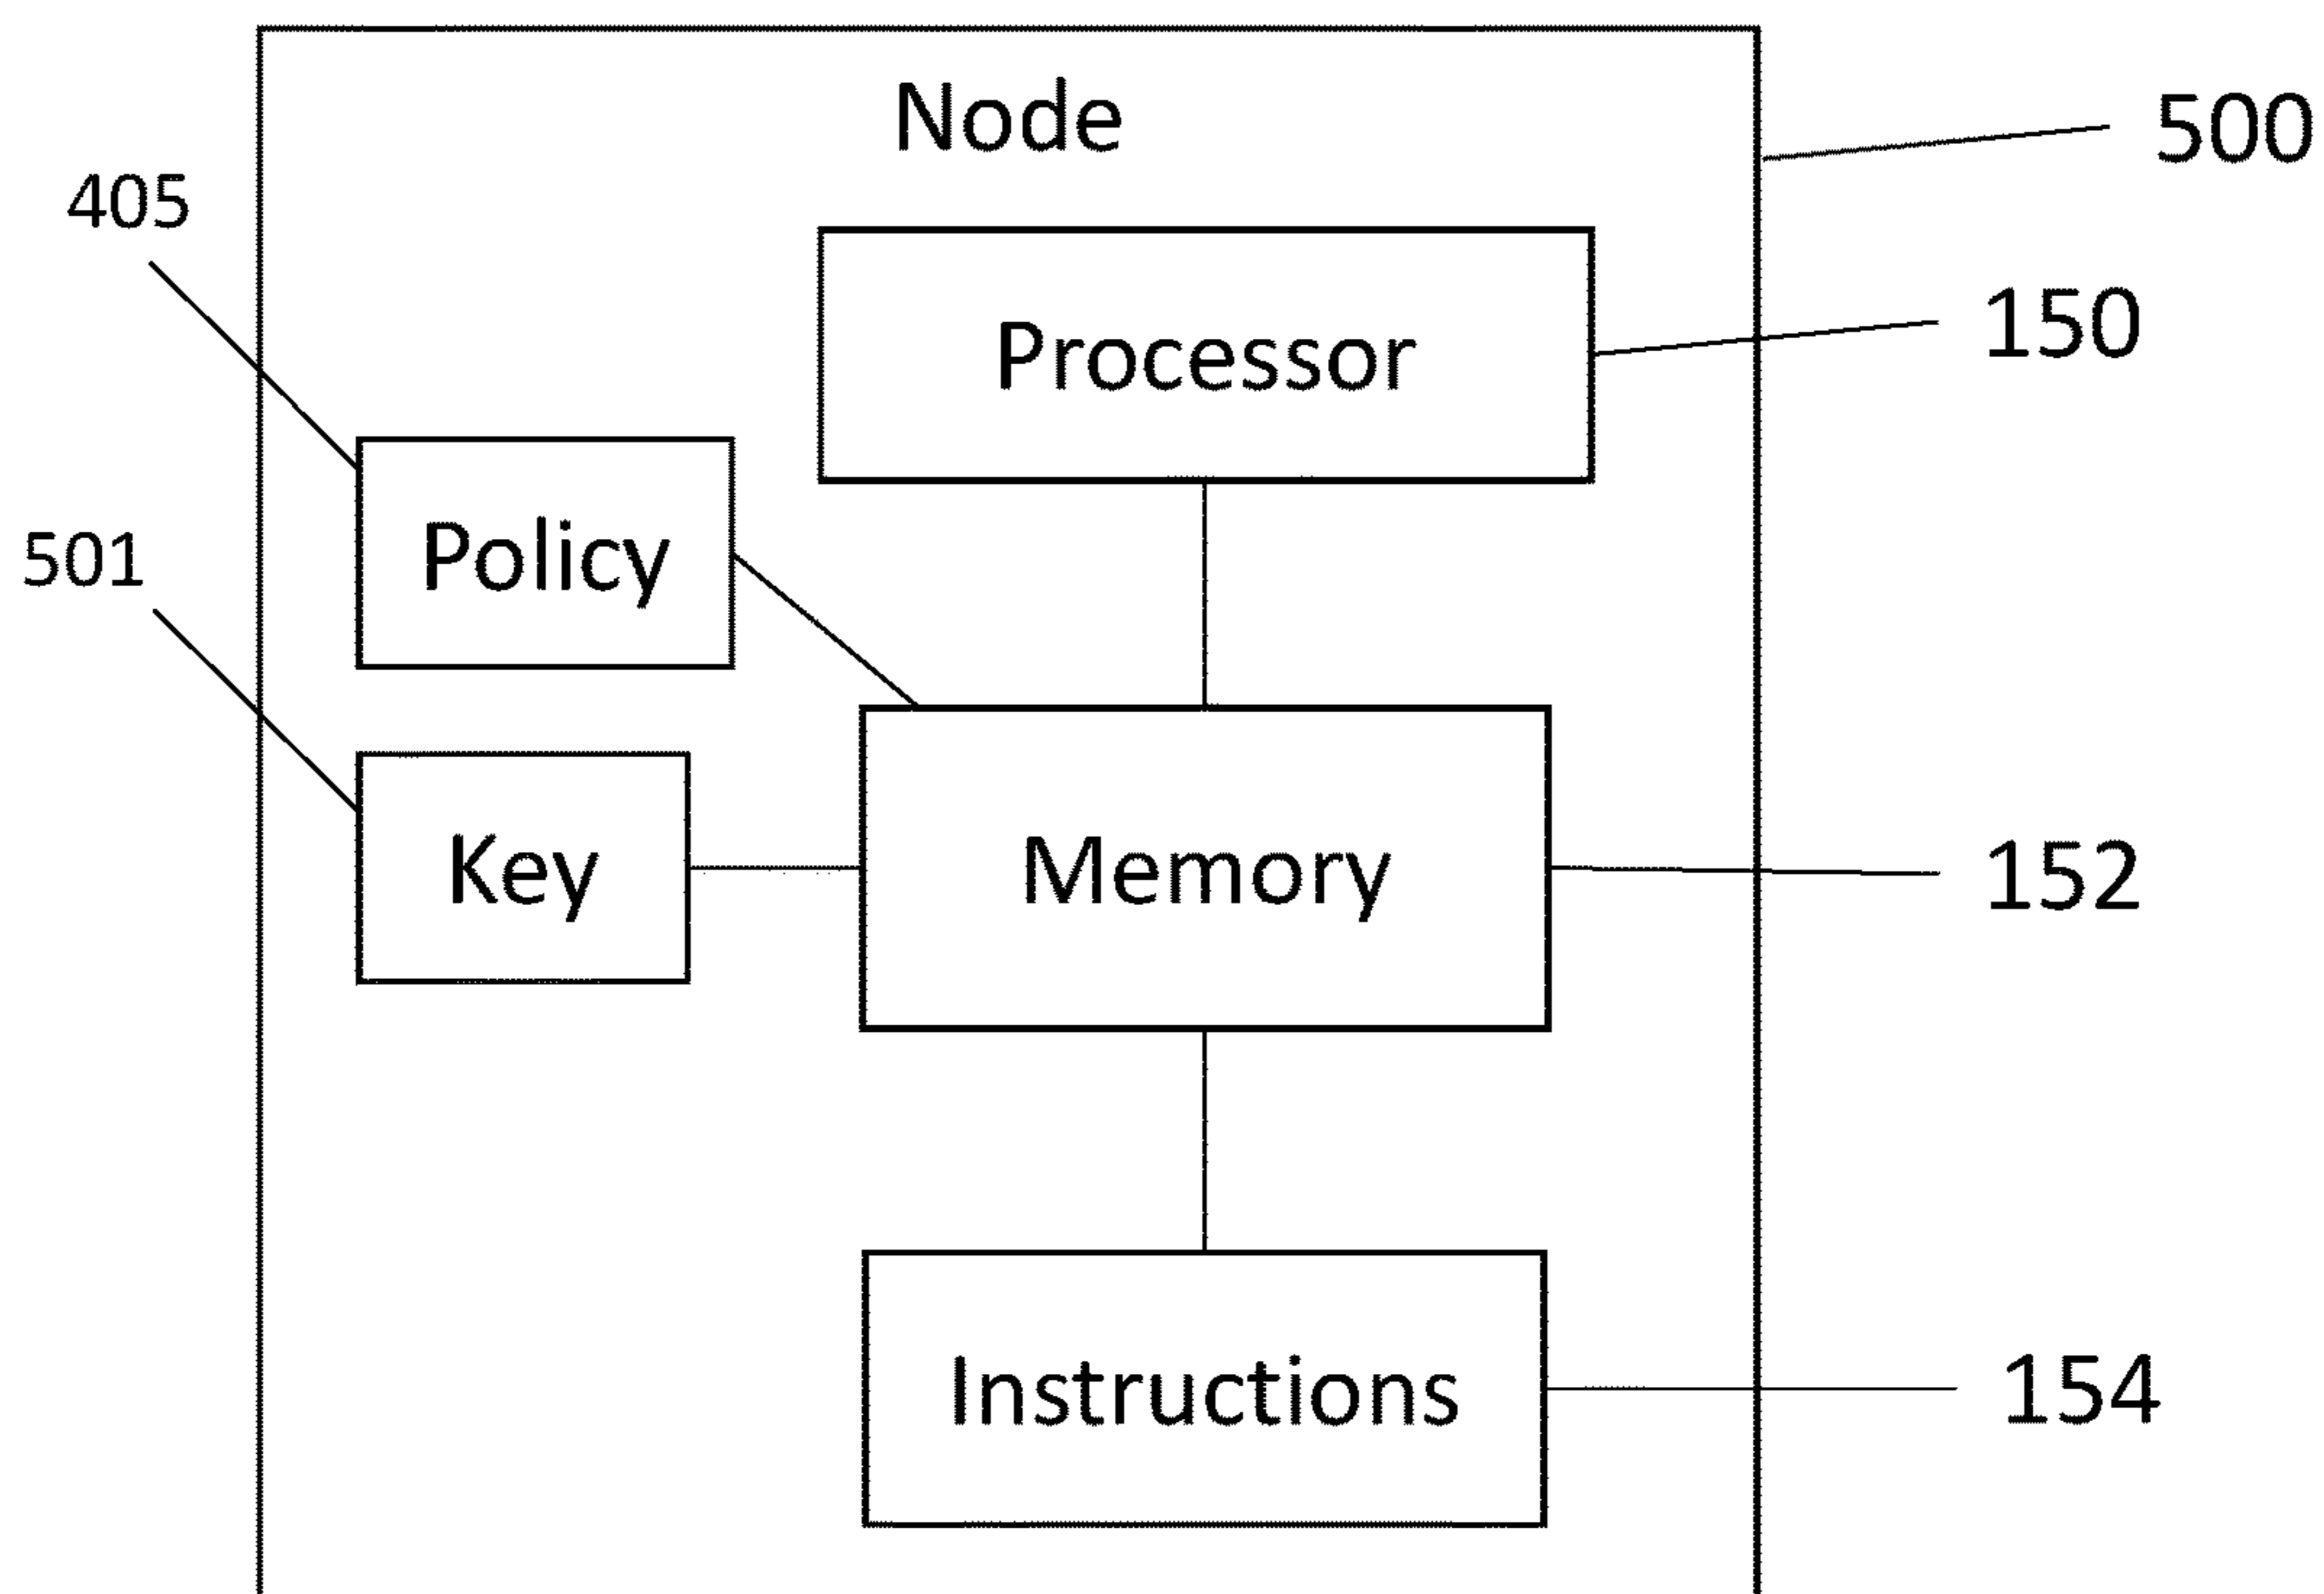 Node
500
405
Processor
150
Policy
501
Key
Memory
152
Instructions
154